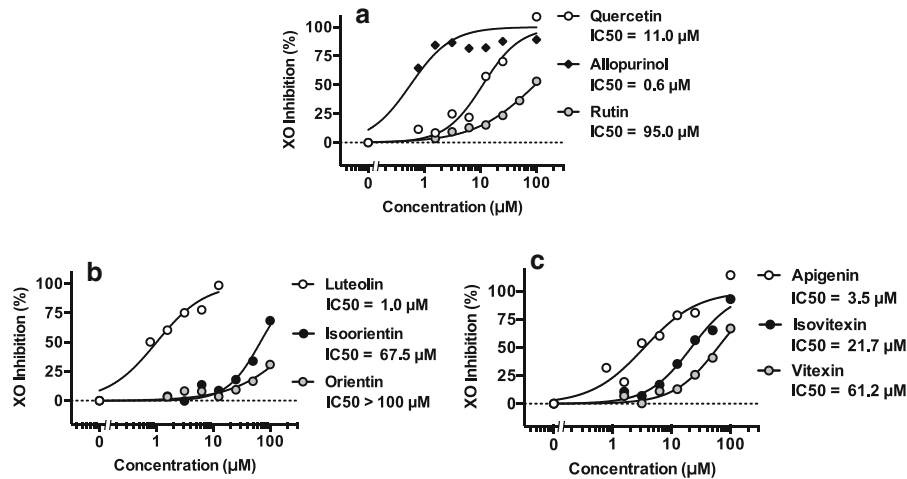 a
XO Inhibition (%)
100
75
50
25
0
0
1
10
100
Concentration (µM)
Quercetin
IC50 = 11.0 µM
Allopurinol
IC50 = 0.6 µM
Rutin
IC50 = 95.0 µM
b
XO Inhibition (%)
100
75
50
25
0
0
1
10
100
Concentration (µM)
Luteolin
IC50 = 1.0 µM
Isoorientin
IC50 = 67.5 µM
Orientin
IC50 > 100 µM
c
XO Inhibition (%)
100
75
50
25
0
0
1
10
100
Concentration (µM)
Apigenin
IC50 = 3.5 µM
Isovitexin
IC50 = 21.7 µM
Vitexin
IC50 = 61.2 µM